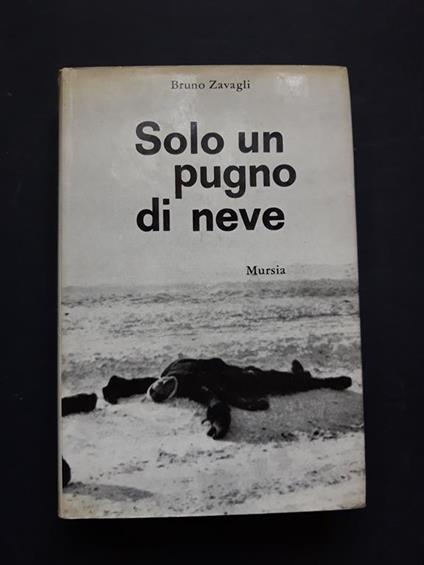 Bruno Zavagli
Solo un
pugno
di neve
Mursia